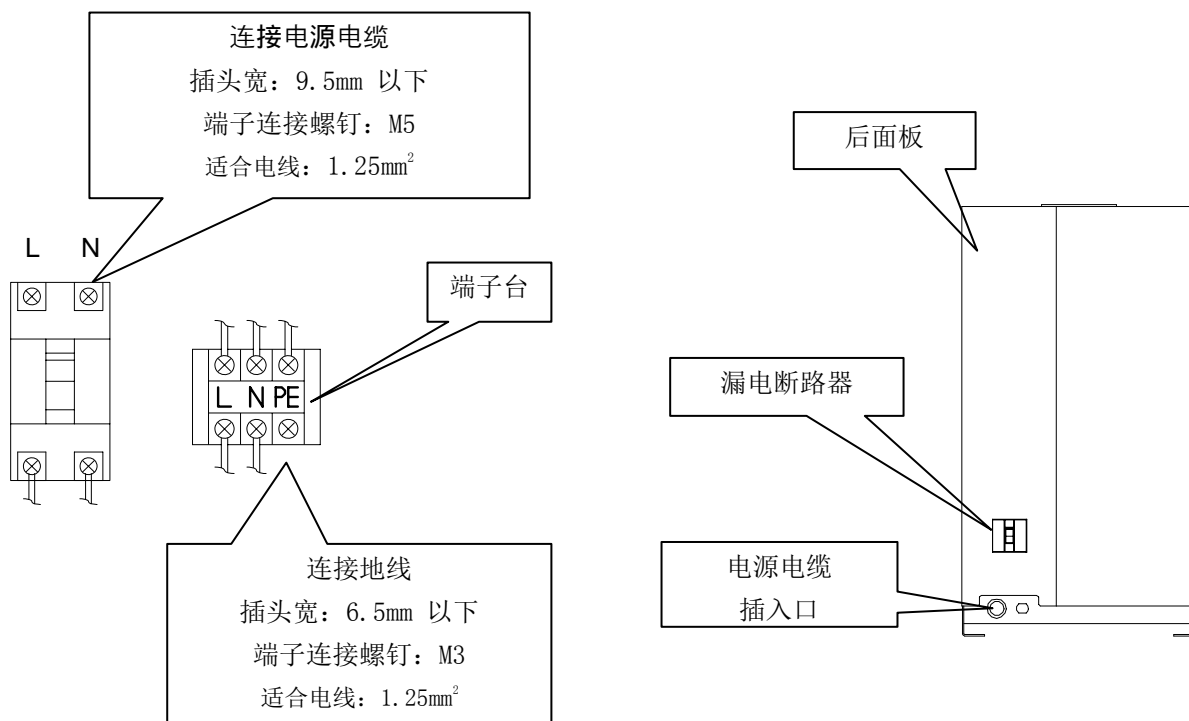 连接电源电缆
插头宽：9.5mm 以下
端子连接螺钉：M5
适合电线：1.25mm²
L N
端子台
L N PE
连接地线
插头宽：6.5mm 以下
端子连接螺钉：M3
适合电线：1.25mm²
后面板
漏电断路器
电源电缆
插入口